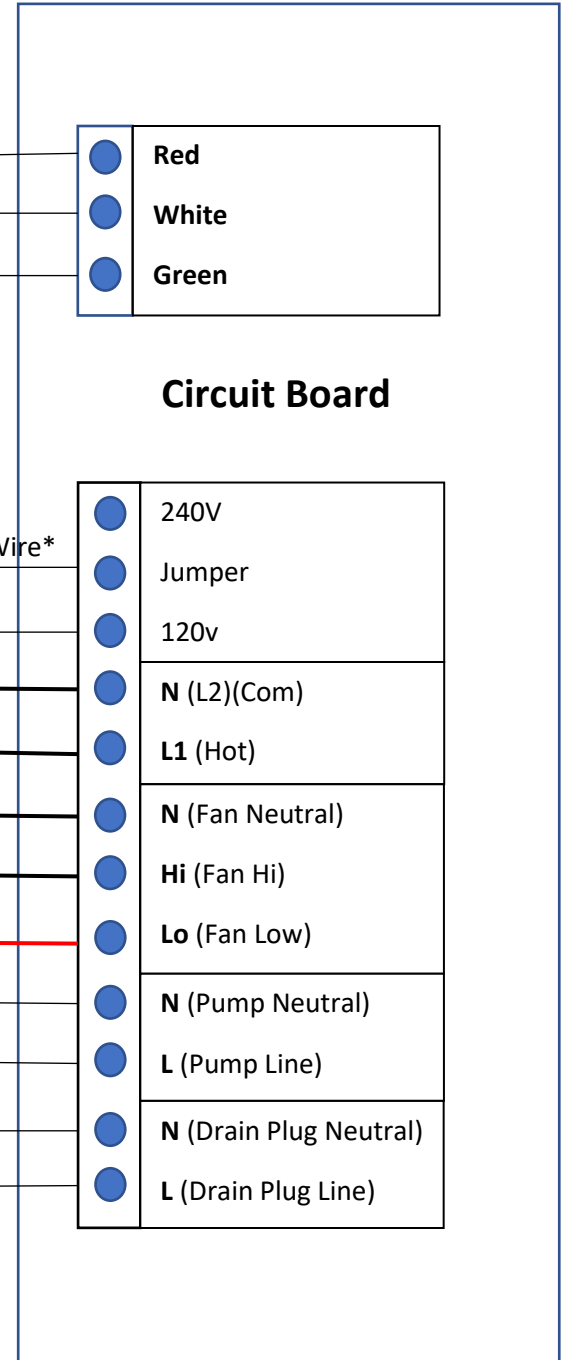 Red
White
Green
Circuit Board
240V
Wire*
Jumper
120v
N (L2)(Com)
L1 (Hot)
N (Fan Neutral)
Hi (Fan Hi)
Lo (Fan Low)
N (Pump Neutral)
L (Pump Line)
N (Drain Plug Neutral)
L (Drain Plug Line)